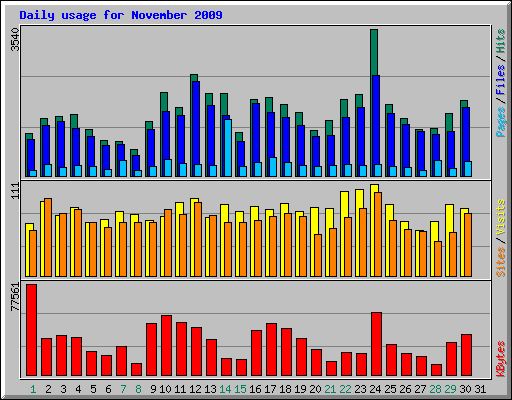 Daily usage for November 2009
3540
Pages / Files / Hits
111
Sites / Visits
77561
KBytes
1 2 3 4 5 6 7 8 9 10 11 12 13 14 15 16 17 18 19 20 21 22 23 24 25 26 27 28 29 30 31